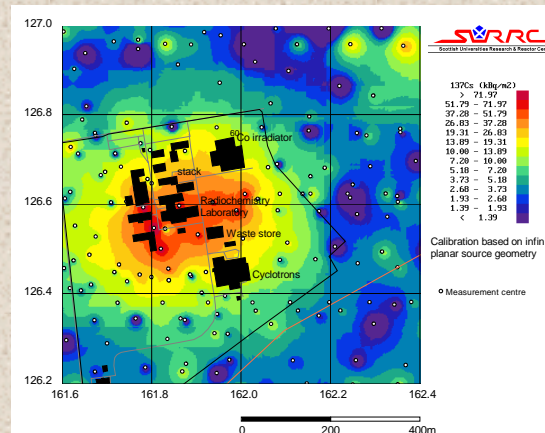 127.0
126.8
126.6
126.4
126.2
161.6
161.8
162.0
162.2
162.4
60Co irradiator
stack
Radiochemistry
Laboratory
Waste store
Cyclotrons
0
200
400m
SURRC
Scottish Universities Research & Reactor Cen
137Cs (kBq/m2)
> 71.97
51.79 - 71.97
37.28 - 51.79
26.83 - 37.28
19.31 - 26.83
13.89 - 19.31
10.00 - 13.89
7.20 - 10.00
5.18 - 7.20
3.73 - 5.18
2.68 - 3.73
1.93 - 2.68
1.39 - 1.93
< 1.39
Calibration based on infin
planar source geometry
Measurement centre